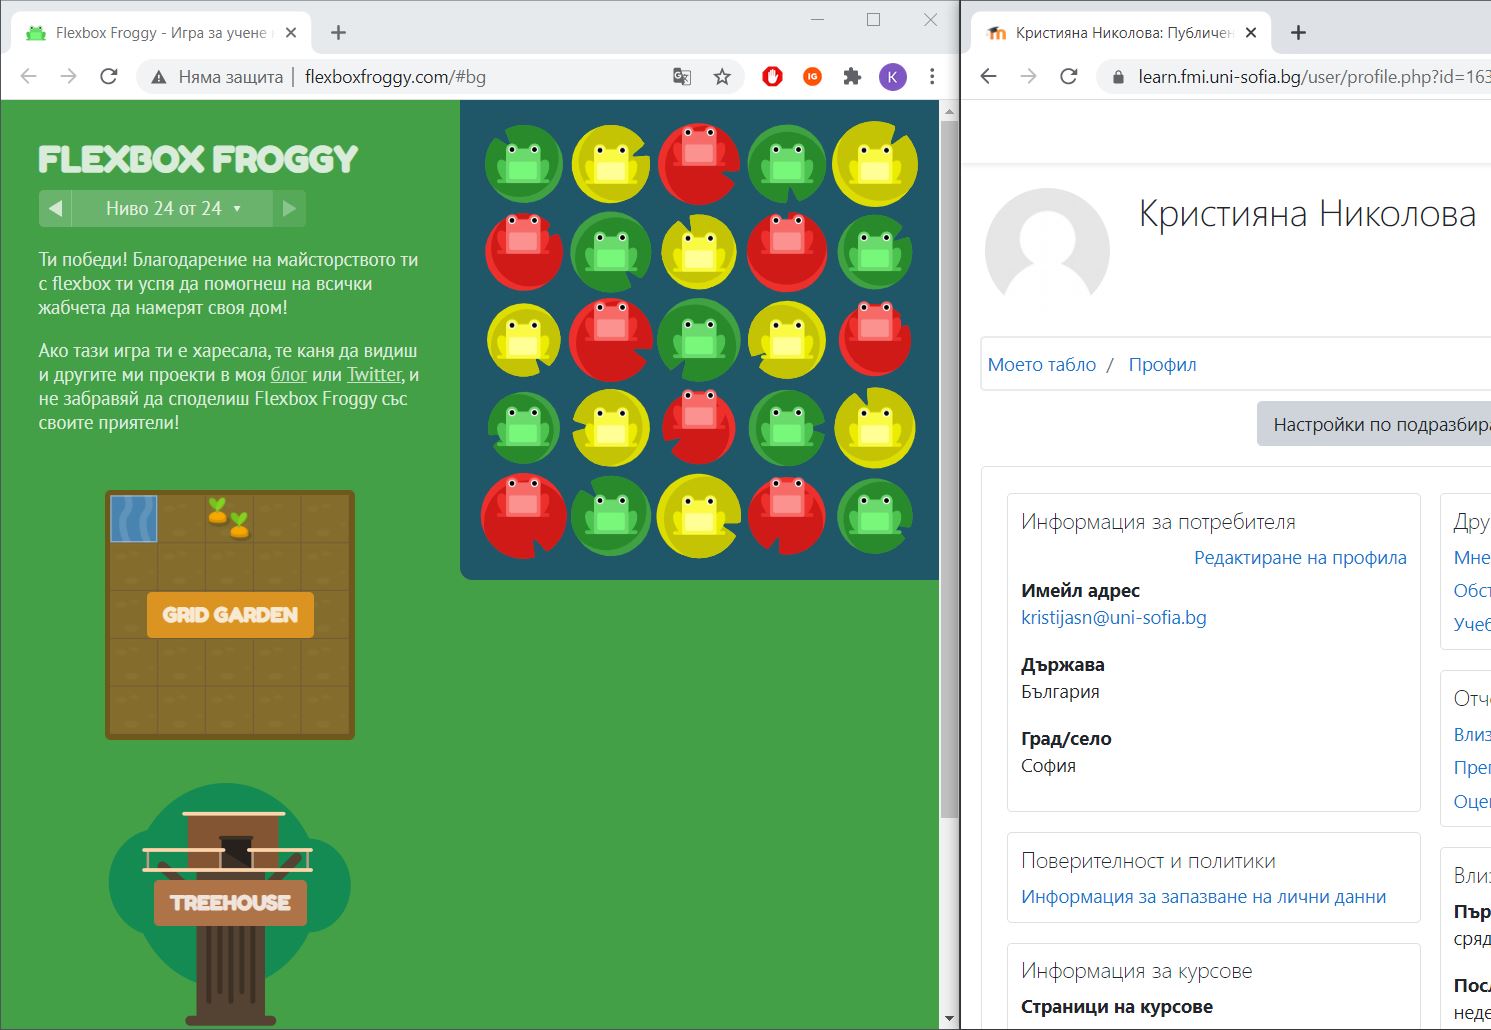 Flexbox Froggy - Игра за учене
Няма защита | flexboxfroggy.com/#bg
K
FLEXBOX FROGGY
Ниво 24 от 24
Ти победи! Благодарение на майсторството ти
с flexbox ти успя да помогнеш на всички
жабчета да намерят своя дом!
Ако тази игра ти е харесала, те каня да видиш
и другите ми проекти в моя блог или Twitter, и
не забравяй да споделиш Flexbox Froggy със
своите приятели!
GRID GARDEN
TREEHOUSE
Кристияна Николова: Публичен
learn.fmi.uni-sofia.bg/user/profile.php?id=163
Кристияна Николова
Моето табло / Профил
Настройки по подразбира
Информация за потребителя
Редактиране на профила
Имейл адрес
kristijasn@uni-sofia.bg
Държава
България
Град/село
София
Поверителност и политики
Информация за запазване на лични данни
Информация за курсове
Страници на курсове
Дру
Мне
Обст
Учеб
Отче
Влиз
Прег
Оцен
Влиз
Пър
сряд
Посл
неде